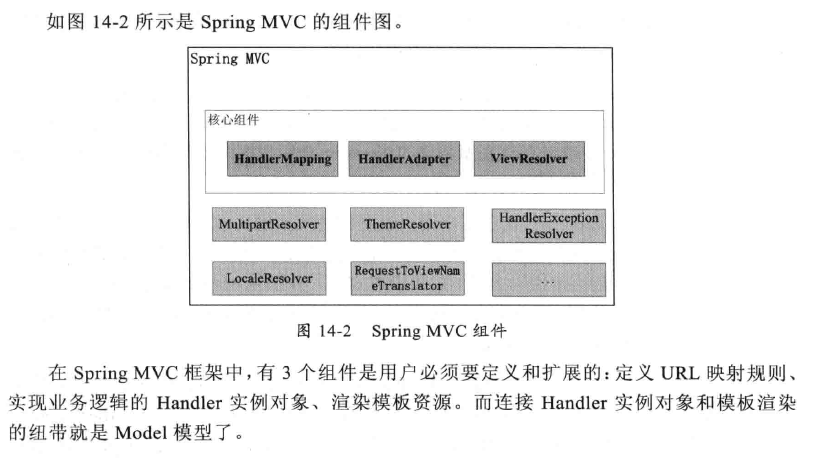 如图 14-2 所示是 Spring MVC 的组件图。
Spring MVC
核心组件
HandlerMapping
HandlerAdapter
ViewResolver
MultipartResolver
ThemeResolver
HandlerException
Resolver
LocaleResolver
RequestToViewNam
eTranslator
...
图 14-2 Spring MVC 组件
在 Spring MVC 框架中,有 3 个组件是用户必须要定义和扩展的:定义 URL 映射规则、
实现业务逻辑的 Handler 实例对象、渲染模板资源。而连接 Handler 实例对象和模板渲染
的纽带就是 Model 模型了。